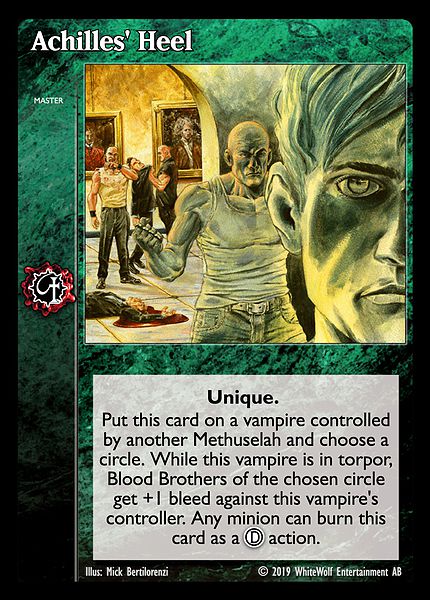 Achilles' Heel
MASTER
Unique.
Put this card on a vampire controlled
by another Methuselah and choose a
circle. While this vampire is in torpor,
Blood Brothers of the chosen circle
get +1 bleed against this vampire's
controller. Any minion can burn this
card as a Ⓓ action.
Illus: Mick Bertilorenzi © 2019 WhiteWolf Entertainment AB